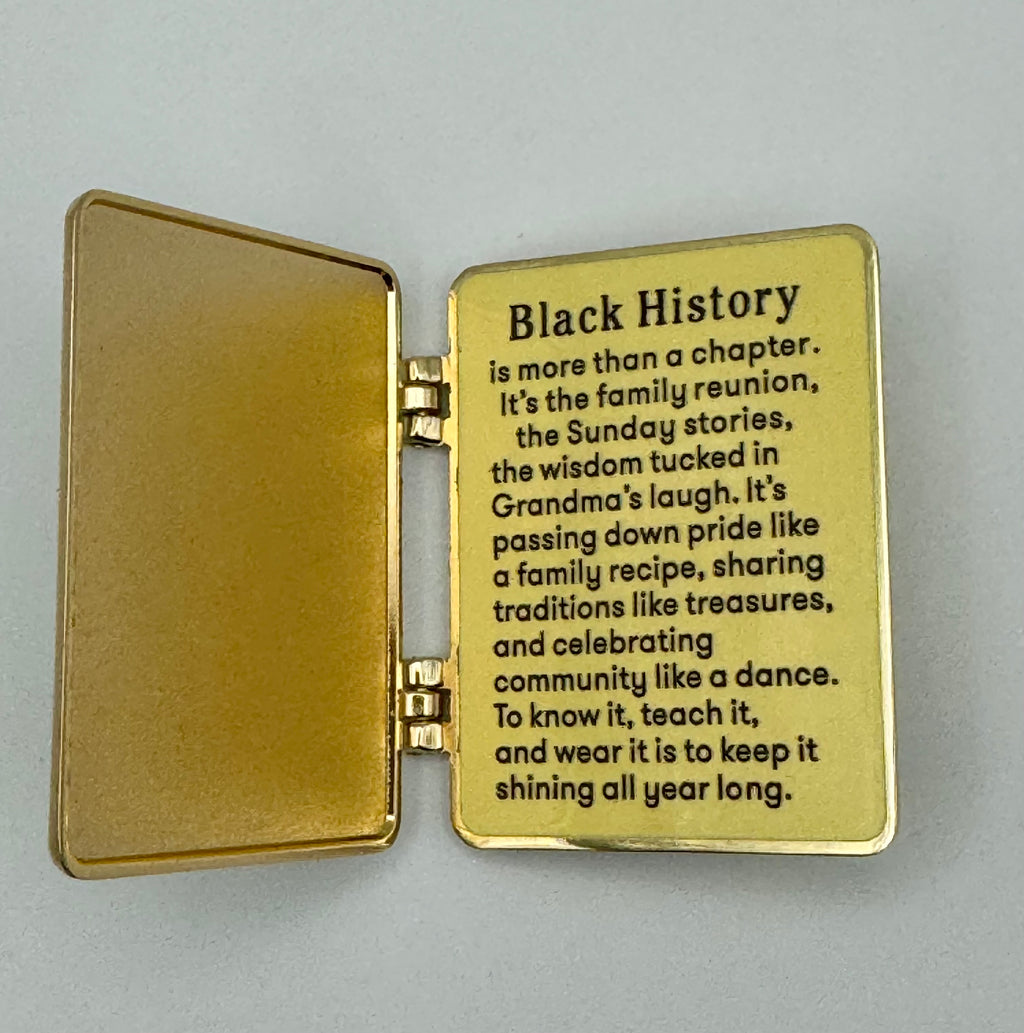 Black History
is more than a chapter.
It's the family reunion,
the Sunday stories,
the wisdom tucked in
Grandma's laugh. It's
passing down pride like
a family recipe, sharing
traditions like treasures,
and celebrating
community like a dance.
To know it, teach it,
and wear it is to keep it
shining all year long.